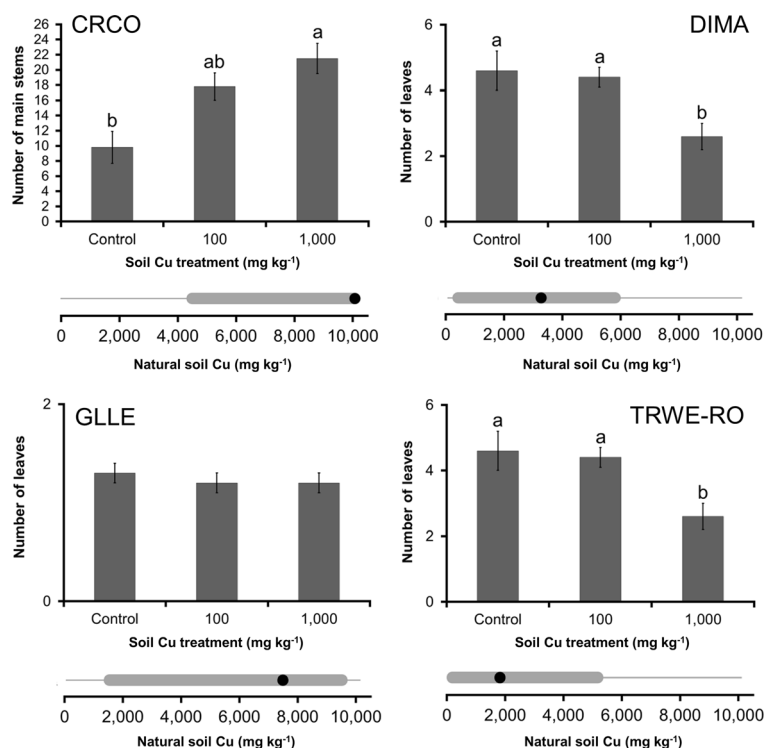 CRCO
Number of main stems
26
24
22
20
18
16
14
12
10
8
6
4
2
0
b
ab
a
Control 100 1,000
Soil Cu treatment (mg kg-1)
0 2,000 4,000 6,000 8,000 10,000
Natural soil Cu (mg kg-1)
DIMA
Number of leaves
6
4
2
0
a
a
b
Control 100 1,000
Soil Cu treatment (mg kg-1)
0 2,000 4,000 6,000 8,000 10,000
Natural soil Cu (mg kg-1)
GLLE
Number of leaves
2
0
Control 100 1,000
Soil Cu treatment (mg kg-1)
0 2,000 4,000 6,000 8,000 10,000
Natural soil Cu (mg kg-1)
TRWE-RO
Number of leaves
6
4
2
0
a
a
b
Control 100 1,000
Soil Cu treatment (mg kg-1)
0 2,000 4,000 6,000 8,000 10,000
Natural soil Cu (mg kg-1)